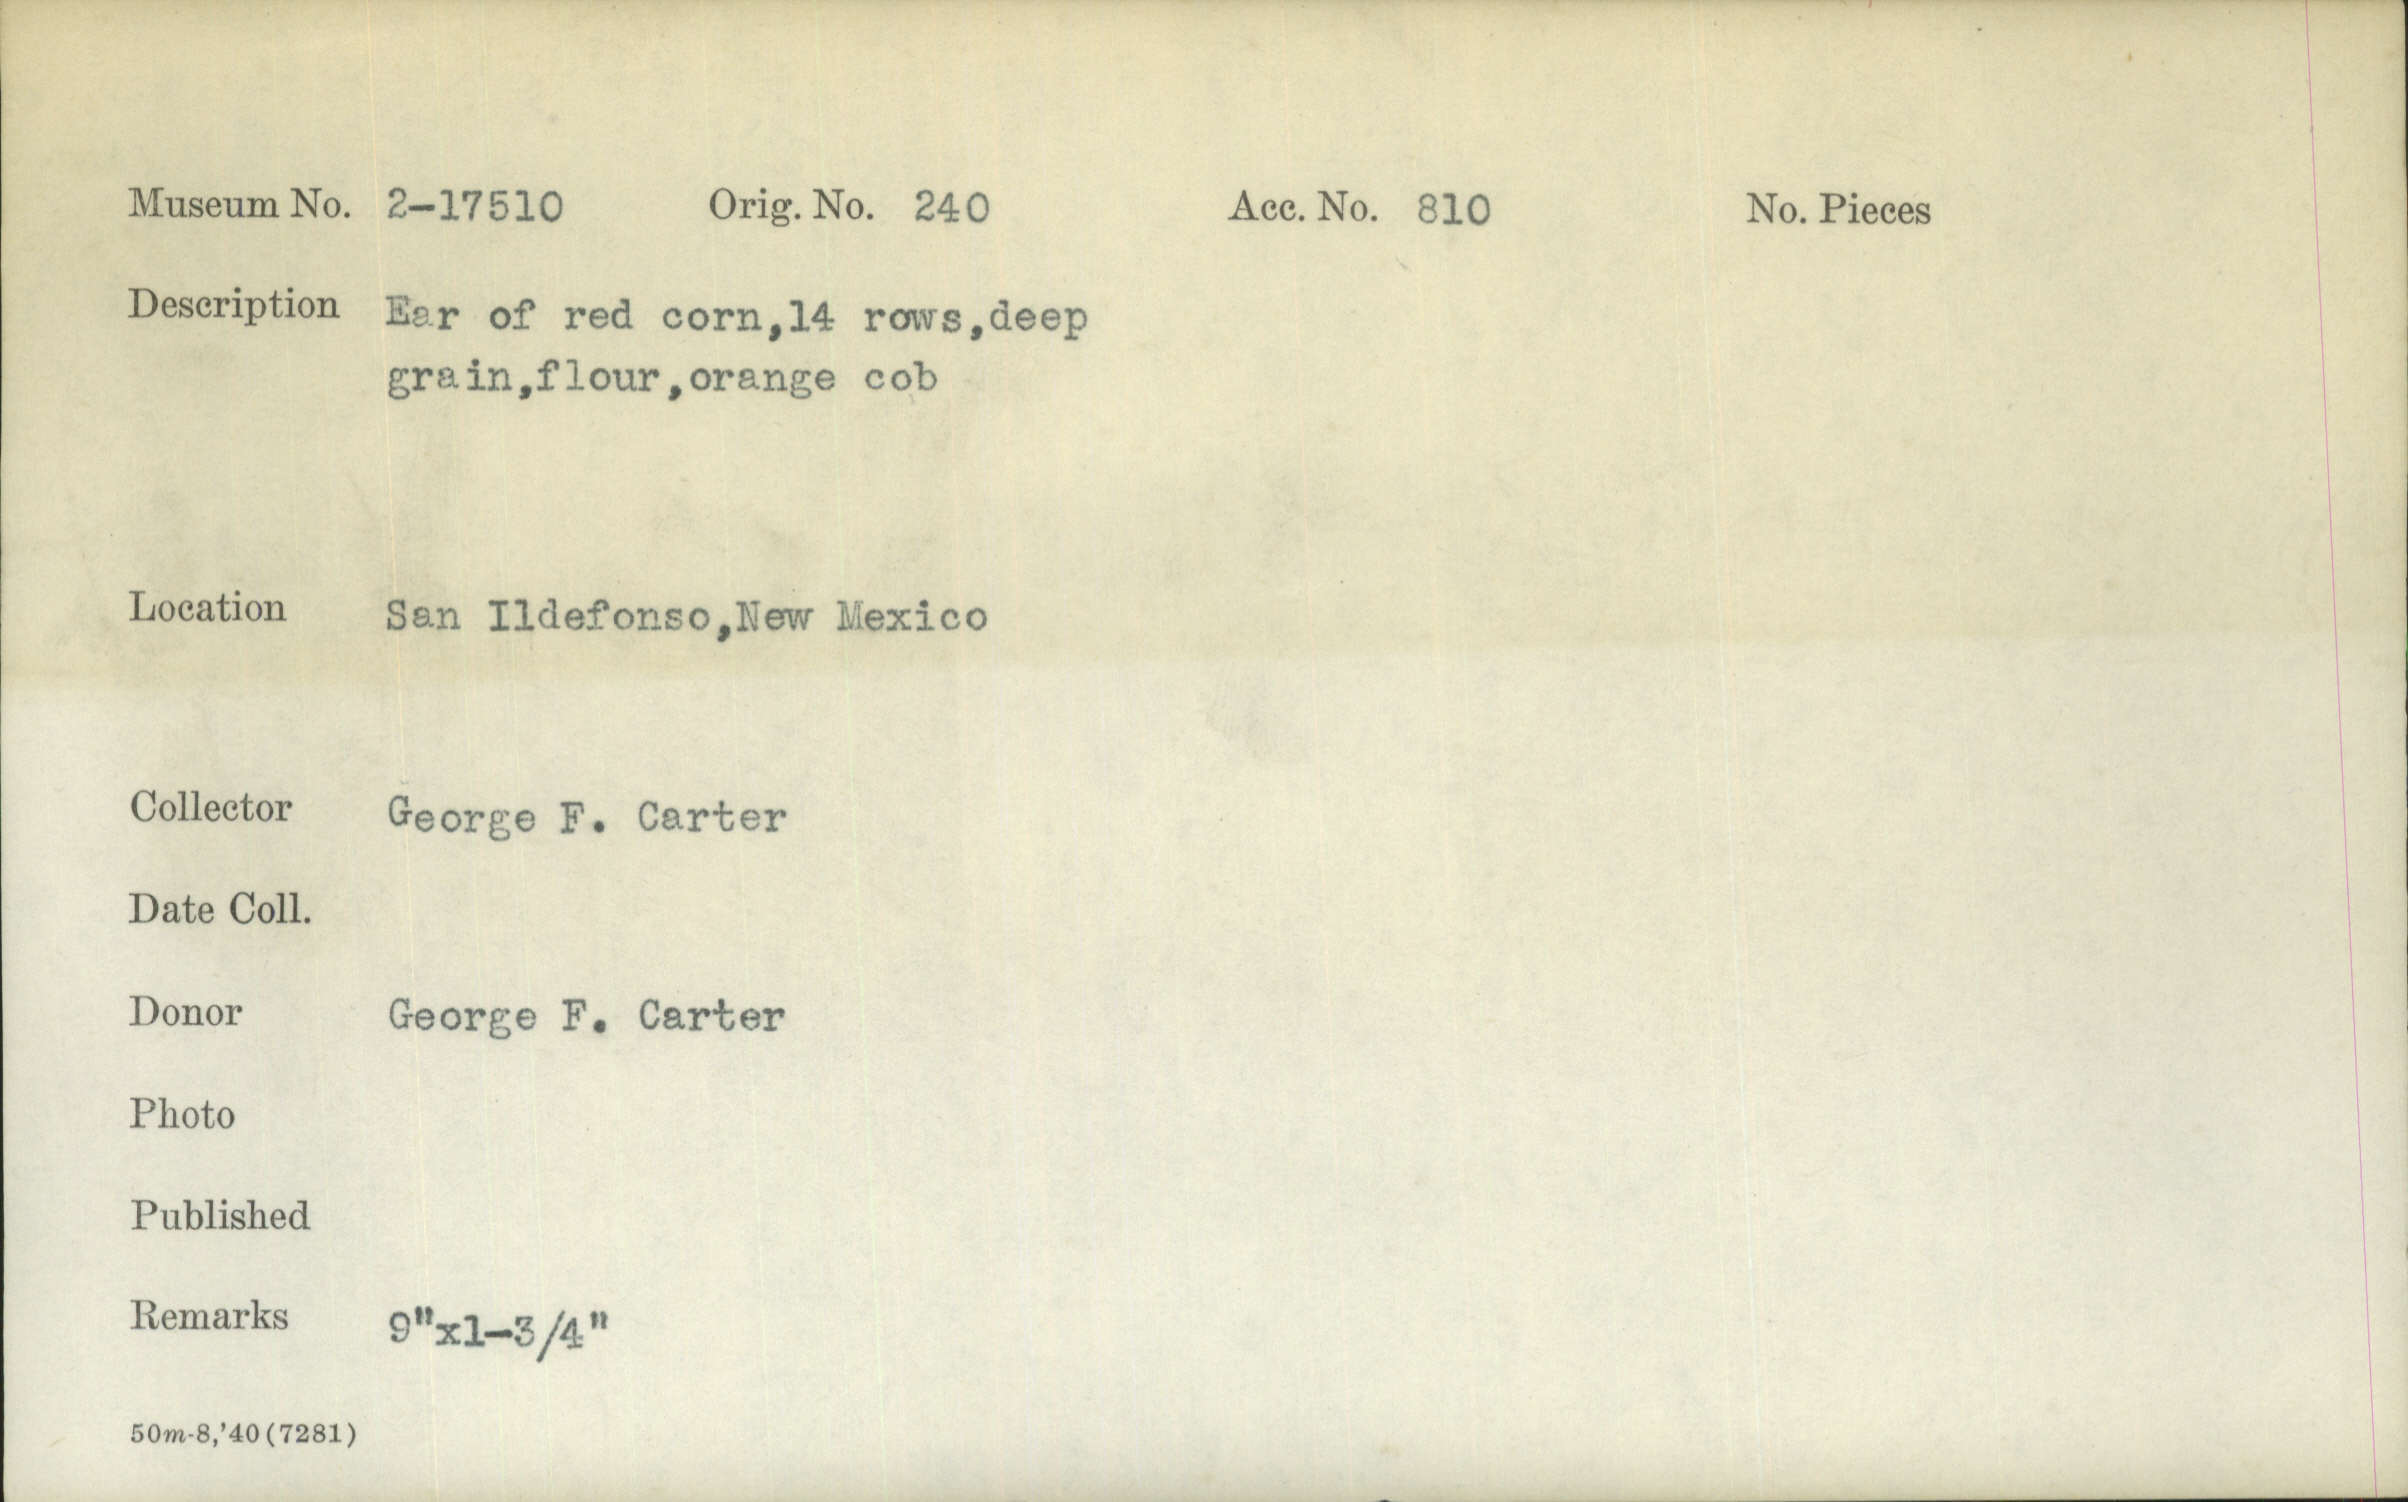 Museum No. 2-17510 Orig. No. 240 Acc. No. 810 No. Pieces
Description Ear of red corn,14 rows,deep
grain,flour,orange cob
Location San Ildefonso,New Mexico
Collector George F. Carter
Date Coll.
Donor George F. Carter
Photo
Published
Remarks 9"x1-3/4"
50m-8,'40(7281)